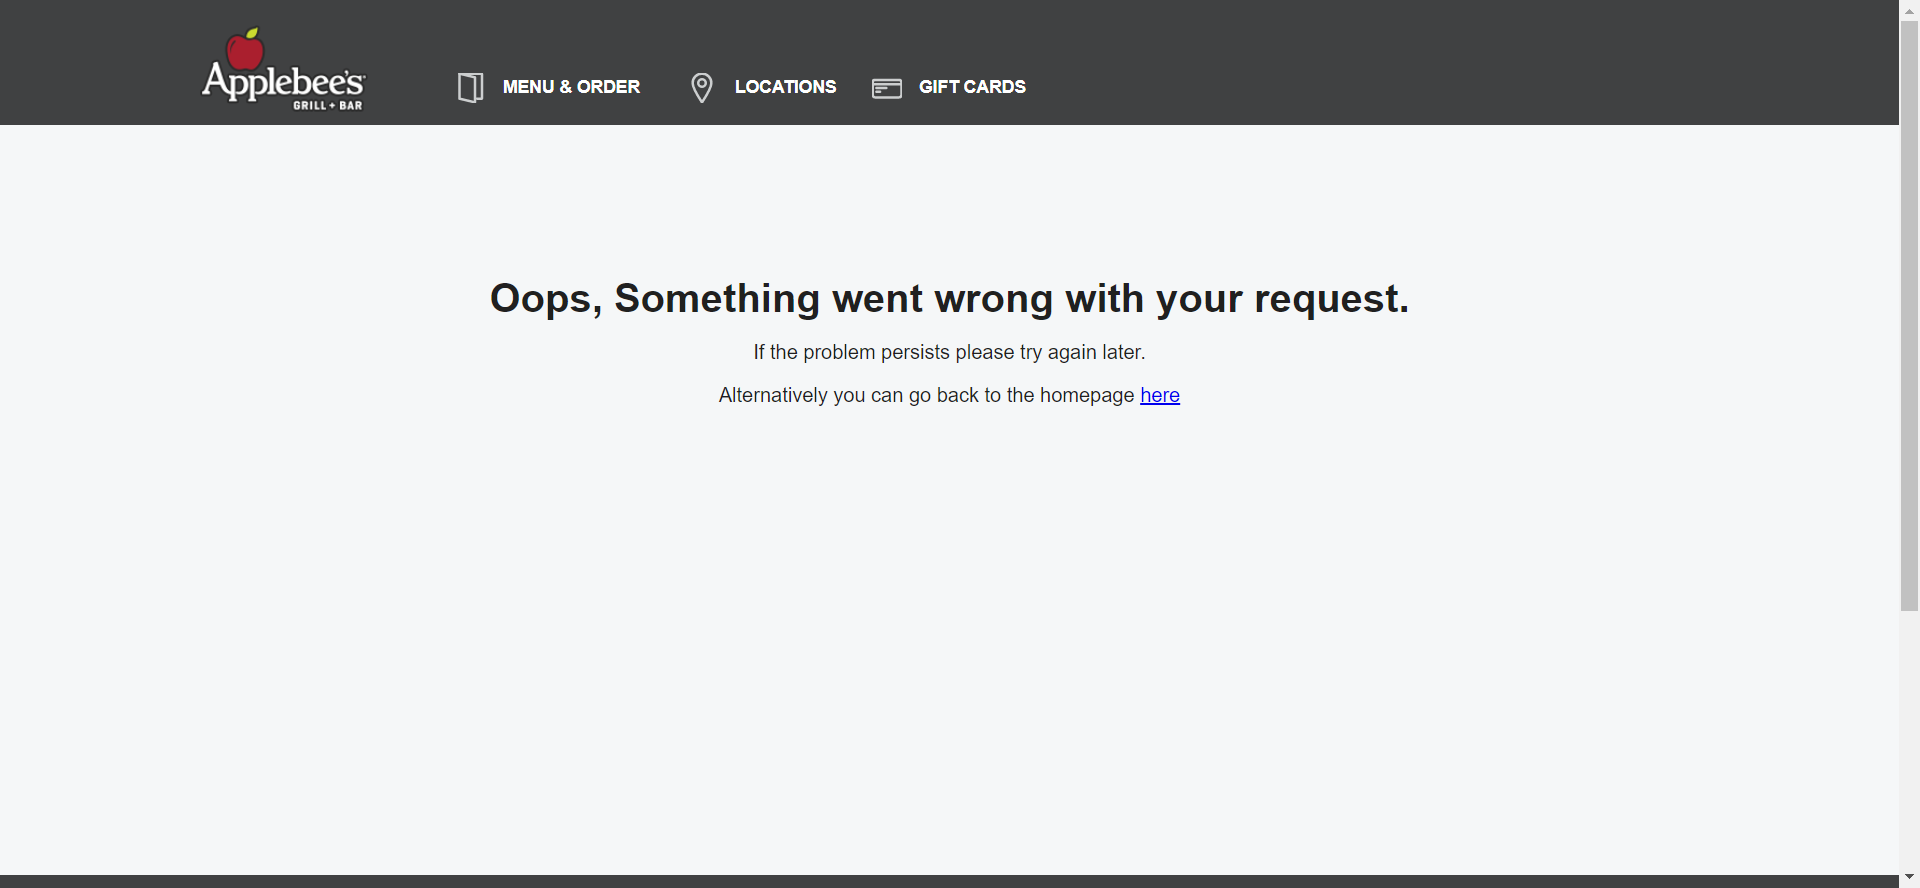 Applebee's
GRILL + BAR
MENU & ORDER
LOCATIONS
GIFT CARDS
Oops, Something went wrong with your request.
If the problem persists please try again later.
Alternatively you can go back to the homepage here